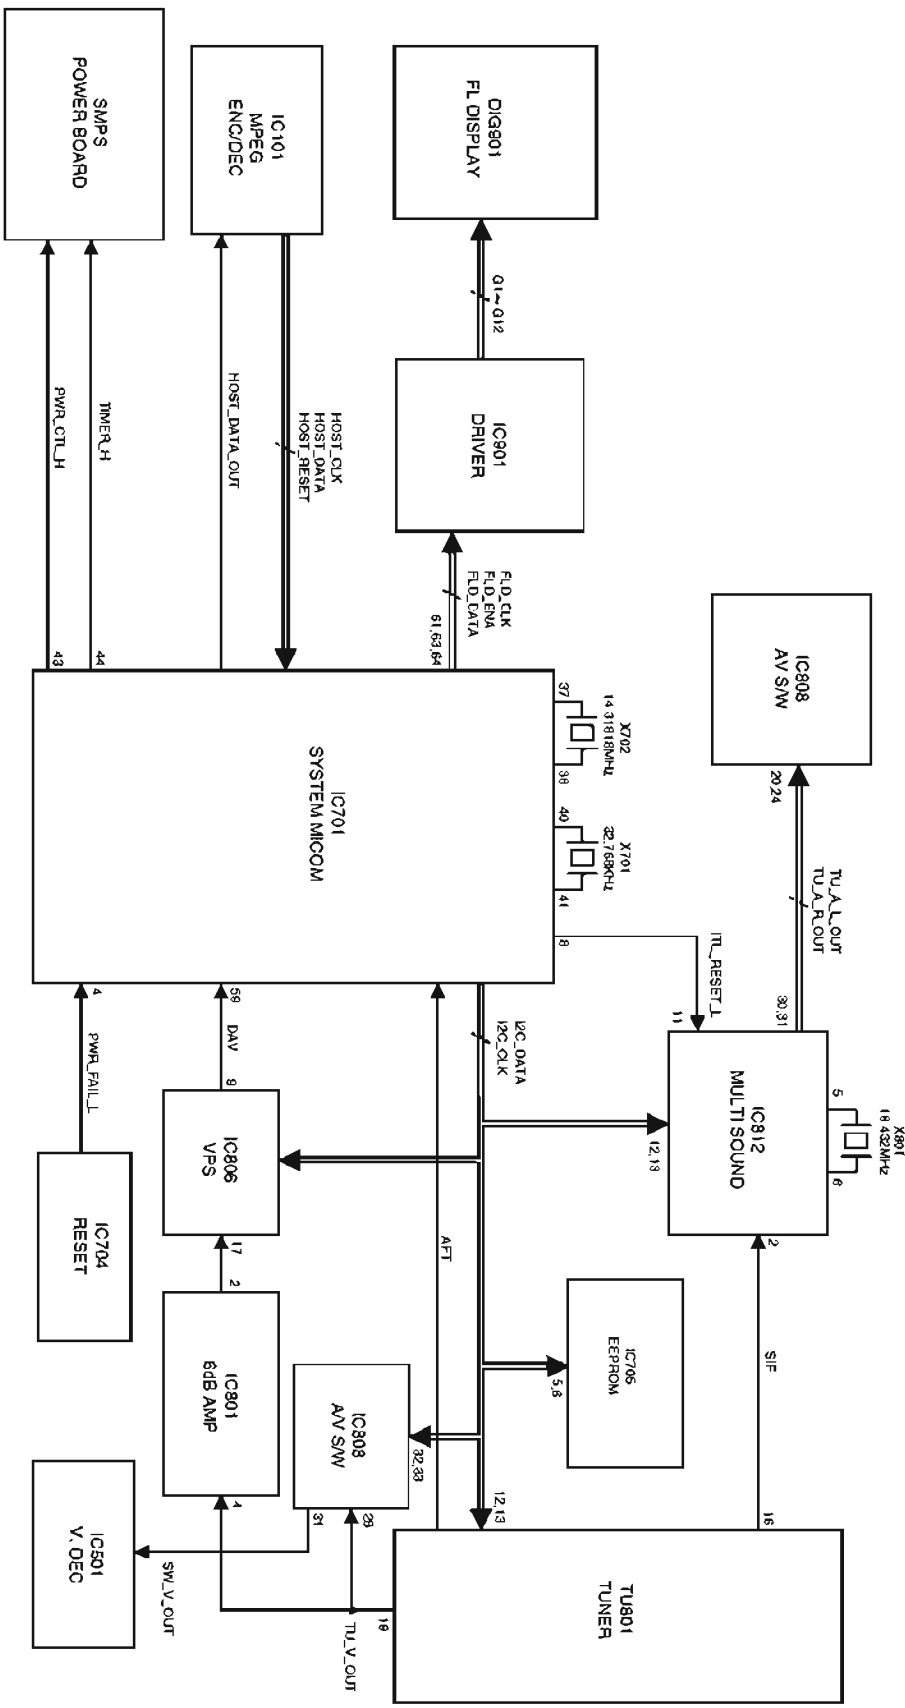 SMPS
POWER BOARD
IC101
MPEG
ENC/DEC
DIG901
FL DISPLAY
G1~G12
IC901
DRIVER
PWR_CTL_H
TIMER_H
HOST_DATA_OUT
HOST_CLK
HOST_DATA
HOST_RESET
FLD_CLK
FLD_ENA
FLD_DATA
61,63,64
43
44
IC701
SYSTEM MICOM
37
X702
14.31818MHz
38
40
X701
32.768KHz
41
8
ITL_RESET_L
IC808
AV S/W
20,24
TU_A_L_OUT
TU_A_R_OUT
30,31
11
IC812
MULTI SOUND
5
X801
18.432MHz
6
12,13
2
4
PWR_FAIL_L
IC704
RESET
59
DAV
9
IC806
VPS
17
2
IC801
6dB AMP
4
I2C_DATA
I2C_CLK
AFT
IC705
EEPROM
5,6
SIF
16
IC808
A/V S/W
32,33
31
29
12,13
IC501
V. DEC
SW_V_OUT
TU_V_OUT
19
TU801
TUNER